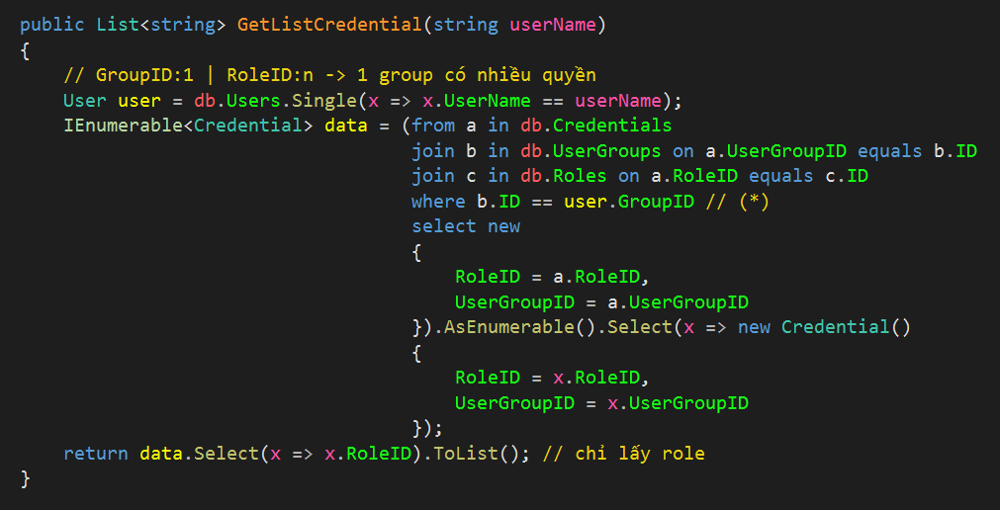 public List<string> GetListCredential(string userName)
{
    // GroupID:1 | RoleID:n -> 1 group có nhiều quyền
    User user = db.Users.Single(x => x.UserName == userName);
    IEnumerable<Credential> data = (from a in db.Credentials
                                    join b in db.UserGroups on a.UserGroupID equals b.ID
                                    join c in db.Roles on a.RoleID equals c.ID
                                    where b.ID == user.GroupID // (*)
                                    select new
                                    {
                                        RoleID = a.RoleID,
                                        UserGroupID = a.UserGroupID
                                    }).AsEnumerable().Select(x => new Credential()
                                    {
                                        RoleID = x.RoleID,
                                        UserGroupID = x.UserGroupID
                                    });
    return data.Select(x => x.RoleID).ToList(); // chỉ lấy role
}